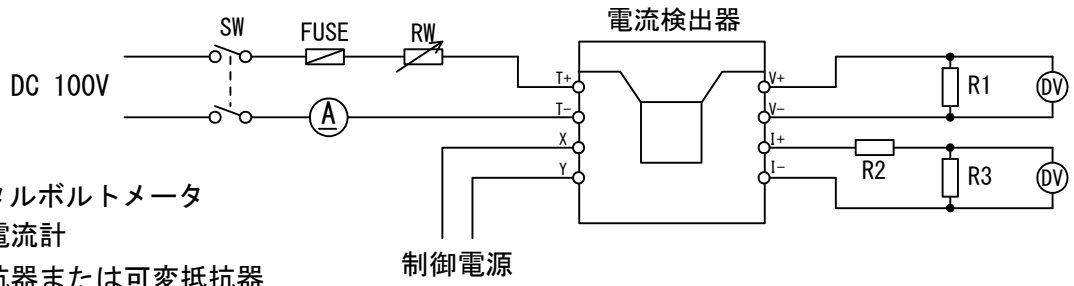 電流検出器
SW
FUSE
RW
DC 100V
A
T+
T-
X
Y
V+
V-
I+
I-
R1
DV
R2
R3
DV
制御電源
タルボルトメータ
電流計
抗器または可変抵抗器